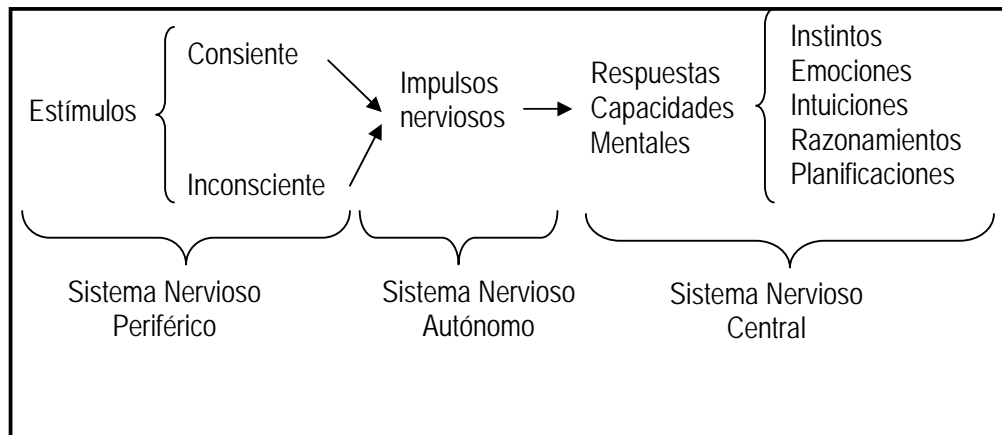 Estímulos
Consiente
Inconsciente
Impulsos
nerviosos
Respuestas
Capacidades
Mentales
Instintos
Emociones
Intuiciones
Razonamientos
Planificaciones
Sistema Nervioso
Periférico
Sistema Nervioso
Autónomo
Sistema Nervioso
Central